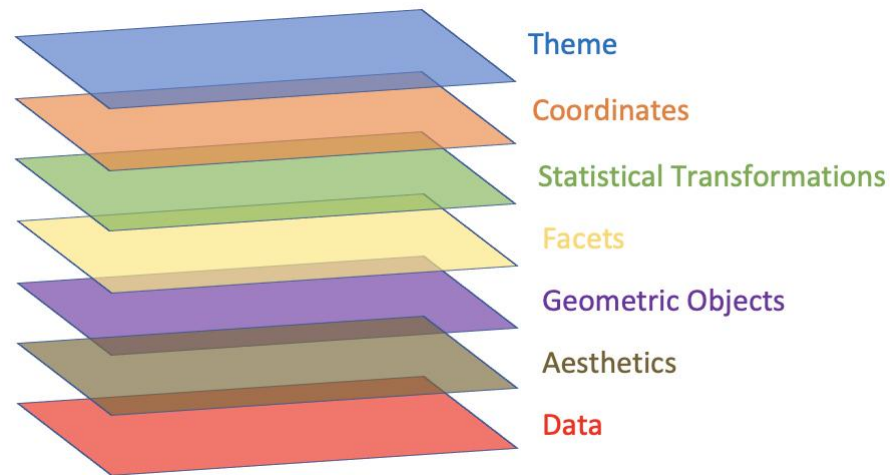 Theme
Coordinates
Statistical Transformations
Facets
Geometric Objects
Aesthetics
Data